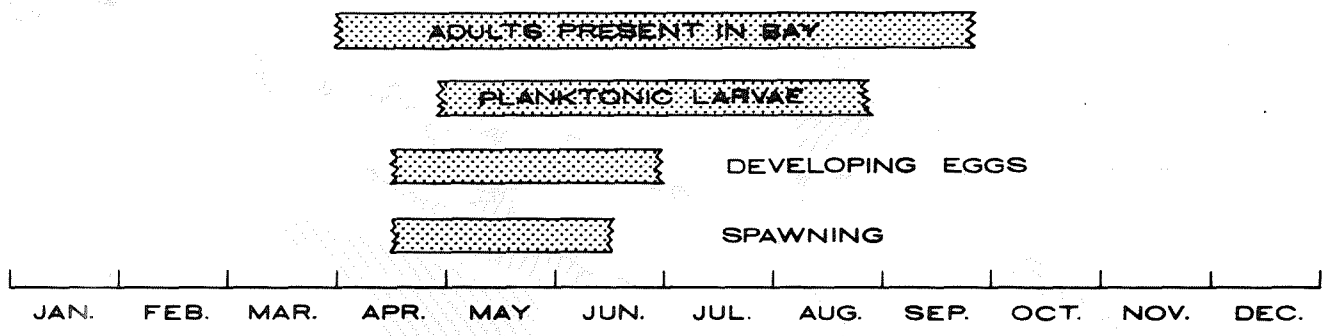 ADULTS PRESENT IN BAY
PLANKTONIC LARVAE
DEVELOPING EGGS
SPAWNING
JAN. FEB. MAR. APR. MAY JUN. JUL. AUG. SEP. OCT. NOV. DEC.